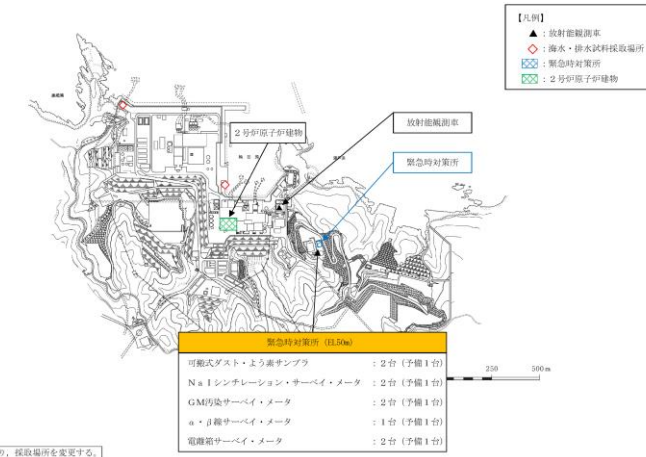 【凡例】
▲ : 放射能観測車
◇ : 海水・排水試料採取場所
: 緊急時対策所
: 2号炉原子炉建物
2号炉原子炉建物
放射能観測車
緊急時対策所
緊急時対策所 (EL50m)
可搬式ダスト・よう素サンプラ : 2台 (予備1台)
NaIシンチレーション・サーベイ・メータ : 2台 (予備1台)
GM汚染サーベイ・メータ : 2台 (予備1台)
α・β線サーベイ・メータ : 1台 (予備1台)
電離箱サーベイ・メータ : 2台 (予備1台)
250 500 m
り，採取場所を変更する。